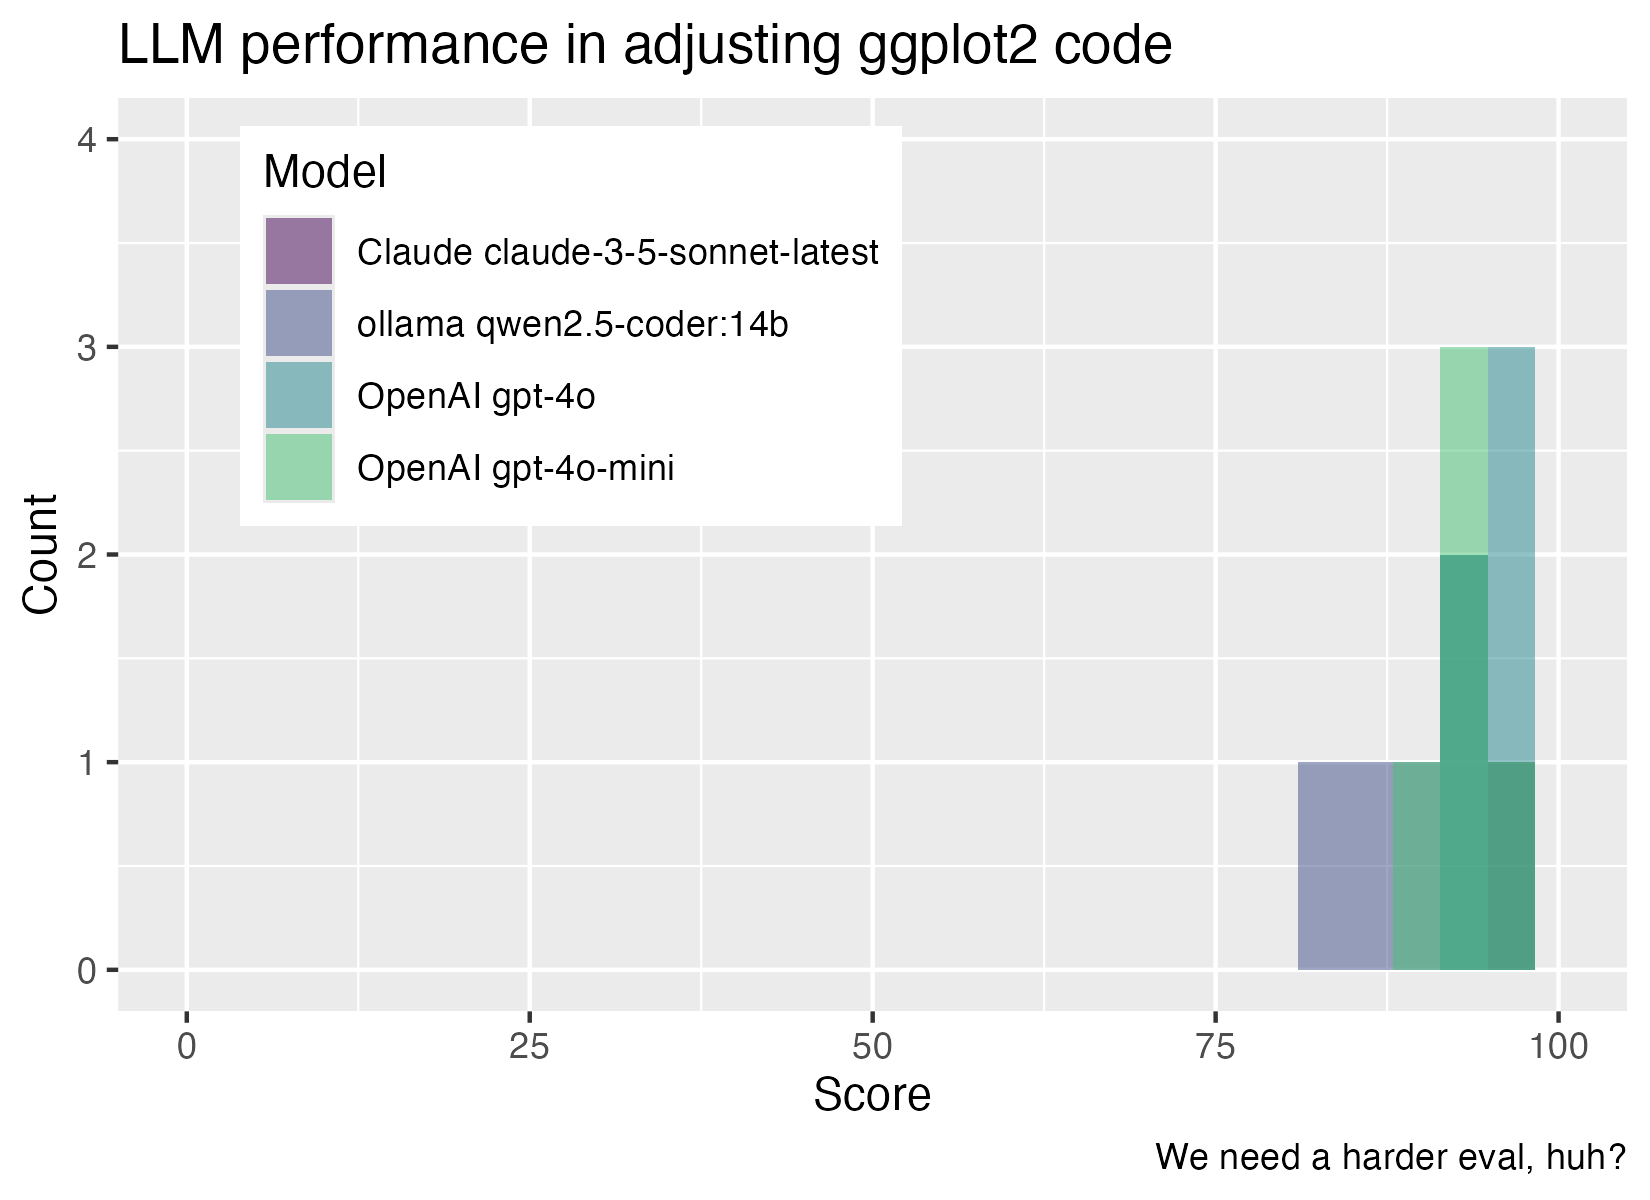 LLM performance in adjusting ggplot2 code
4
3
2
1
0
Count
Model
Claude claude-3-5-sonnet-latest
ollama qwen2.5-coder:14b
OpenAI gpt-4o
OpenAI gpt-4o-mini
0 25 50 75 100
Score
We need a harder eval, huh?